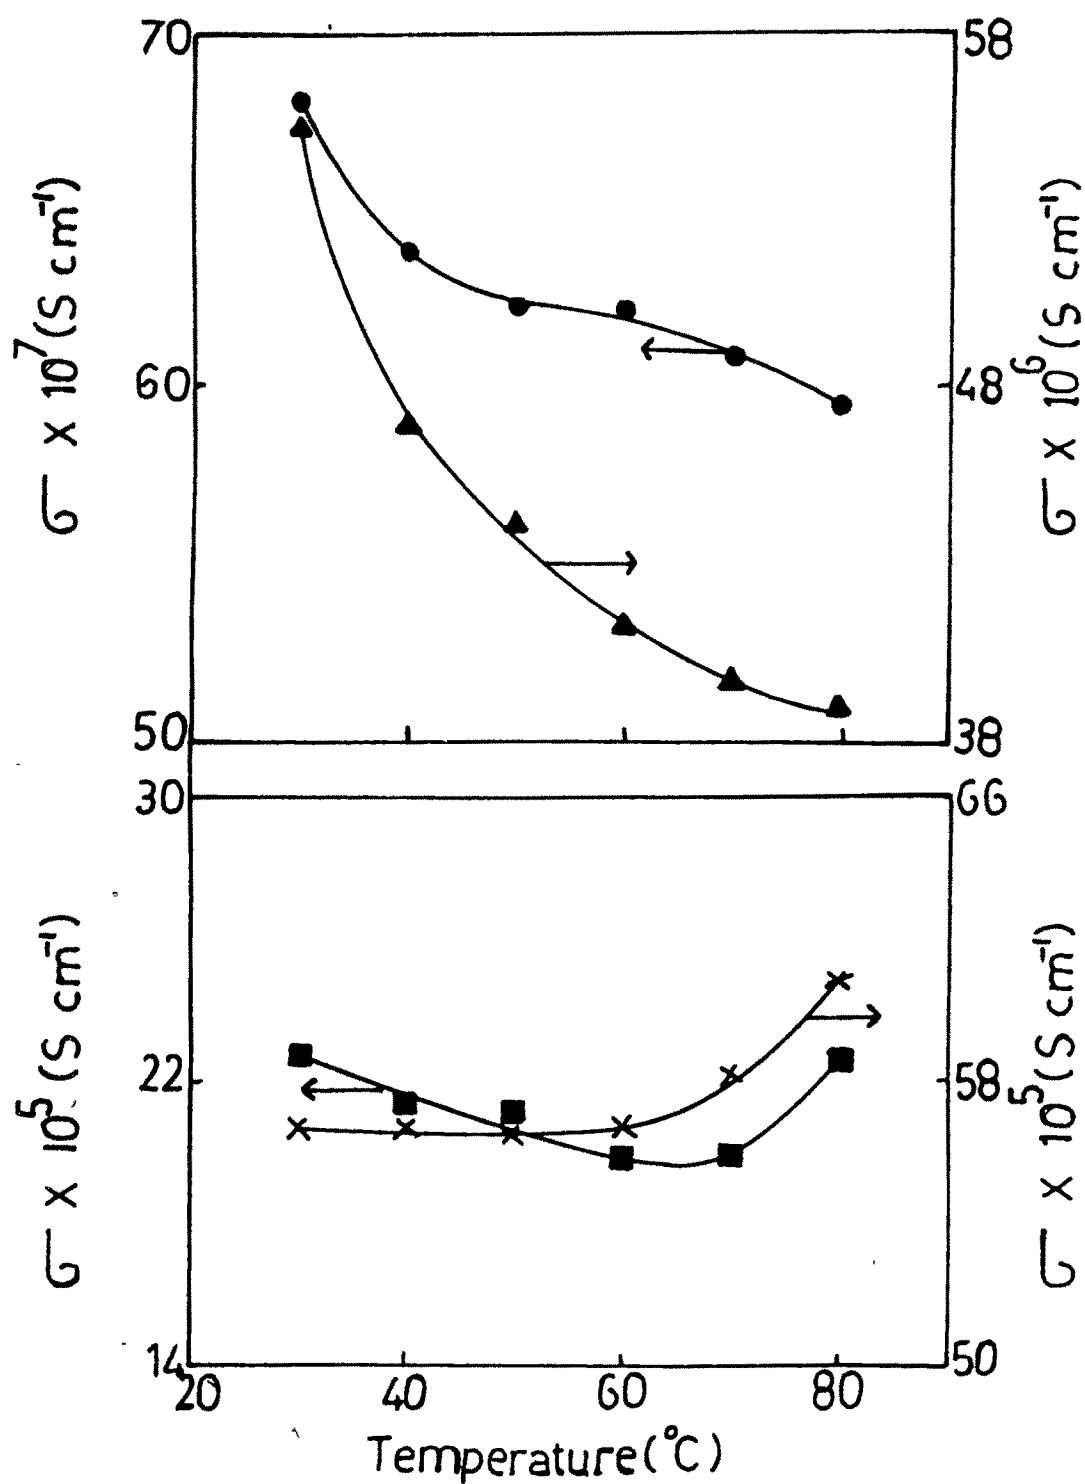 70
60
50
58
48
38
σ x 10⁷ (S cm⁻¹)
σ x 10⁶ (S cm⁻¹)
30
22
14
66
58
50
σ x 10⁵ (S cm⁻¹)
σ x 10⁵ (S cm⁻¹)
20 40 60 80
Temperature (°C)